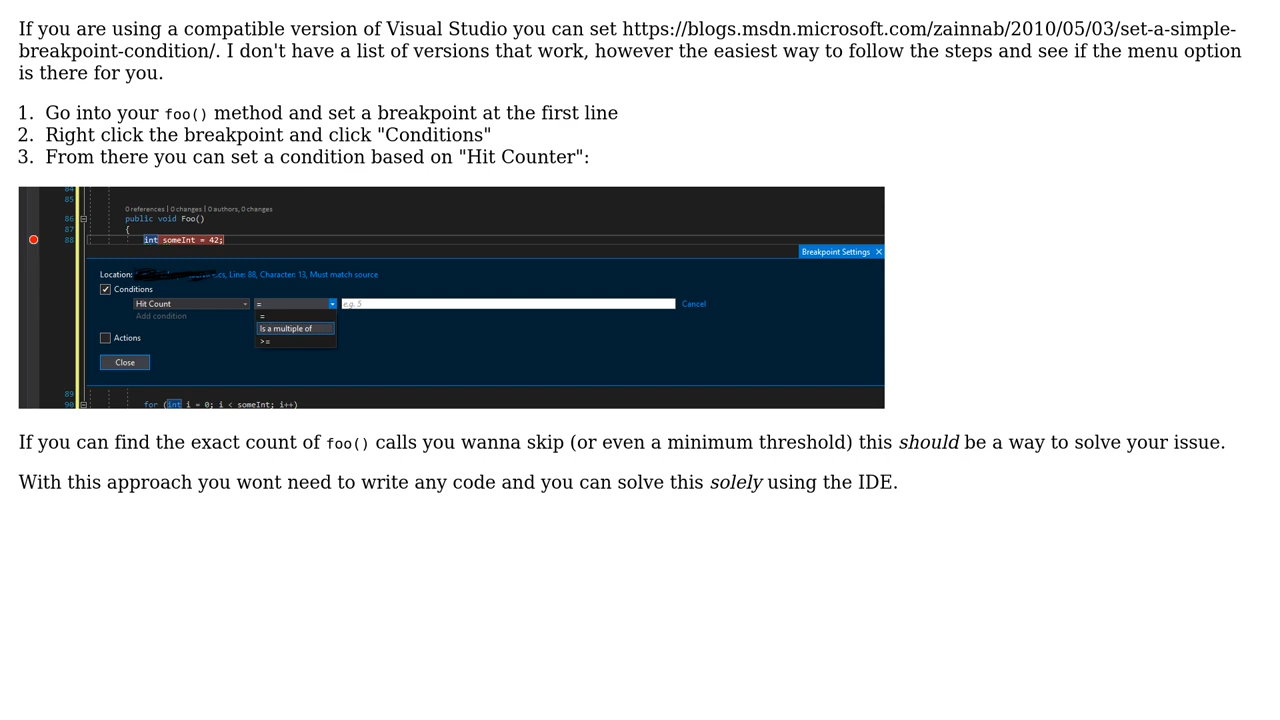 If you are using a compatible version of Visual Studio you can set https://blogs.msdn.microsoft.com/zainnab/2010/05/03/set-a-simple-
breakpoint-condition/. I don't have a list of versions that work, however the easiest way to follow the steps and see if the menu option
is there for you.
1. Go into your foo() method and set a breakpoint at the first line
2. Right click the breakpoint and click "Conditions"
3. From there you can set a condition based on "Hit Counter":
84
85
0 references | 0 changes | 0 authors, 0 changes
86 public void Foo()
87 {
88 int someInt = 42;
Breakpoint Settings
Location: .cs, Line: 88, Character: 13, Must match source
Conditions
Hit Count = e.g. 5 Cancel
Add condition =
Is a multiple of
Actions >=
Close
89
90 for (int i = 0; i < someInt; i++)
If you can find the exact count of foo() calls you wanna skip (or even a minimum threshold) this should be a way to solve your issue.
With this approach you wont need to write any code and you can solve this solely using the IDE.